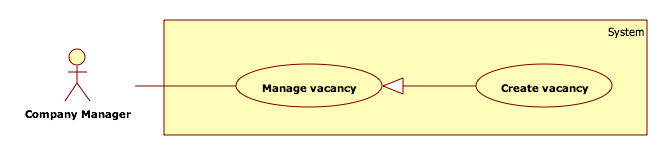 System
Manage vacancy
Create vacancy
Company Manager